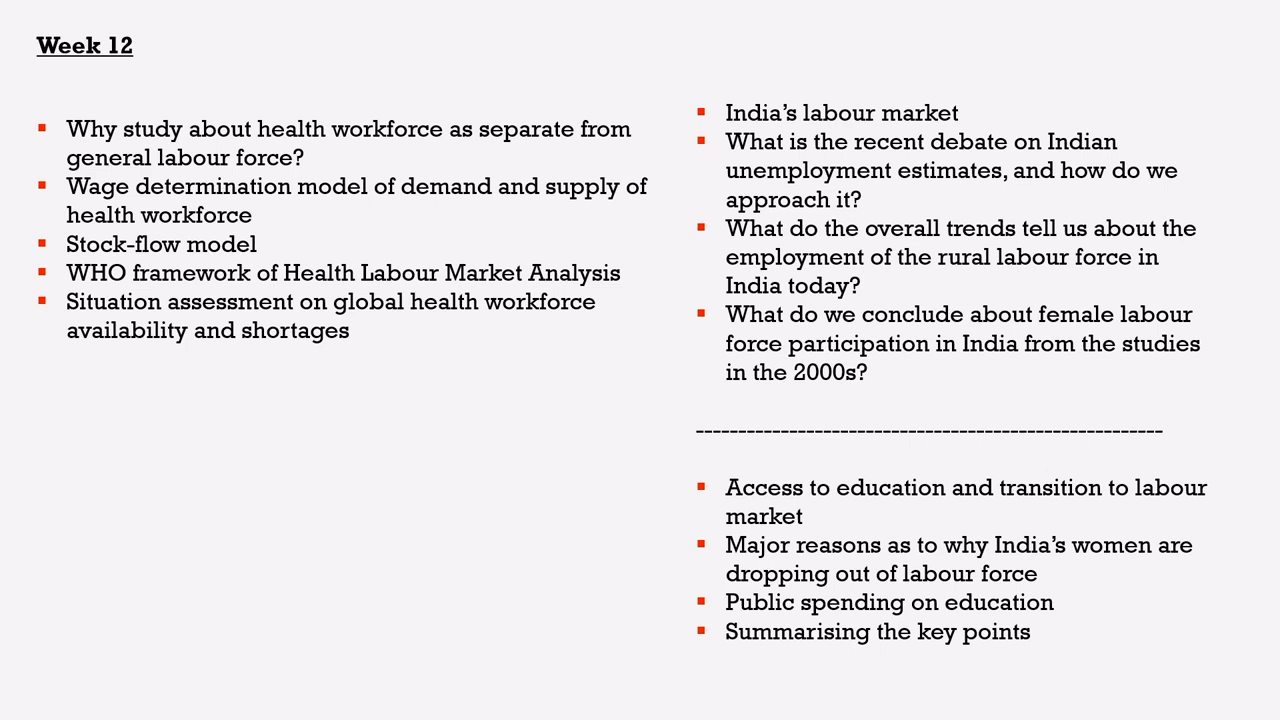 Week 12
▪ Why study about health workforce as separate from
general labour force?
▪ Wage determination model of demand and supply of
health workforce
▪ Stock-flow model
▪ WHO framework of Health Labour Market Analysis
▪ Situation assessment on global health workforce
availability and shortages
▪ India’s labour market
▪ What is the recent debate on Indian
unemployment estimates, and how do we
approach it?
▪ What do the overall trends tell us about the
employment of the rural labour force in
India today?
▪ What do we conclude about female labour
force participation in India from the studies
in the 2000s?
--------------------------------------------------------
▪ Access to education and transition to labour
market
▪ Major reasons as to why India’s women are
dropping out of labour force
▪ Public spending on education
▪ Summarising the key points